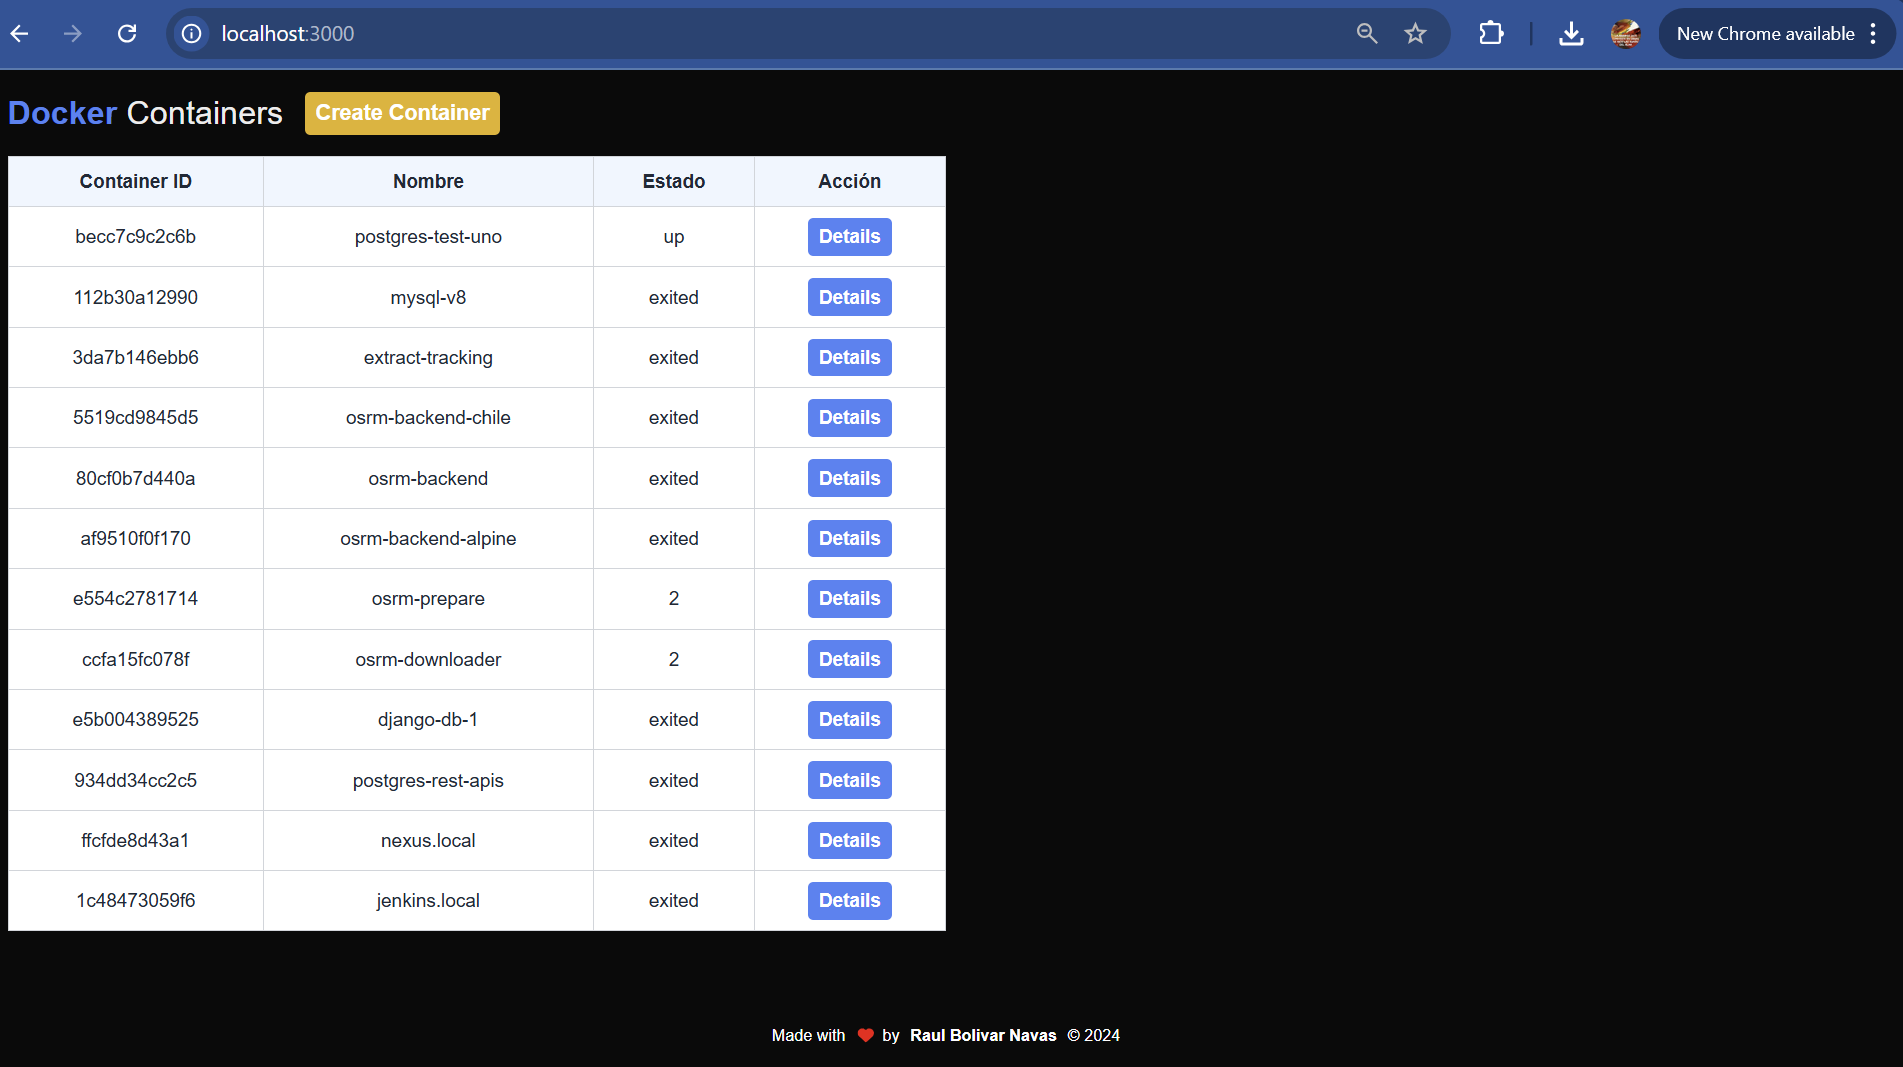 localhost:3000
New Chrome available
Docker Containers Create Container
Container ID Nombre Estado Acción
becc7c9c2c6b postgres-test-uno up Details
112b30a12990 mysql-v8 exited Details
3da7b146ebb6 extract-tracking exited Details
5519cd9845d5 osrm-backend-chile exited Details
80cf0b7d440a osrm-backend exited Details
af9510f0f170 osrm-backend-alpine exited Details
e554c2781714 osrm-prepare 2 Details
ccfa15fc078f osrm-downloader 2 Details
e5b004389525 django-db-1 exited Details
934dd34cc2c5 postgres-rest-apis exited Details
ffcfde8d43a1 nexus.local exited Details
1c48473059f6 jenkins.local exited Details
Made with ❤ by Raul Bolivar Navas © 2024